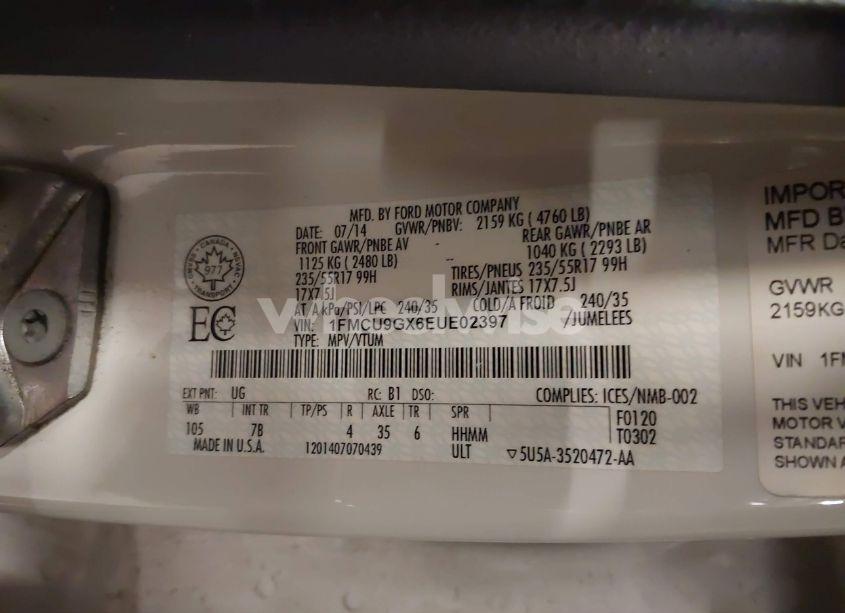 MFD. BY FORD MOTOR COMPANY
DATE: 07/14 GVWR/PNBV: 2159 KG ( 4760 LB)
FRONT GAWR/PNBE AV REAR GAWR/PNBE AR
1125 KG ( 2480 LB) -- 1040 KG ( 2293 LB)
235/55R17 99H TIRES/PNEUS 235/55R17 99H
17X7.5J RIMS/JANTES 17X7.5J
AT/A kPa/PSI/LPC 240/35 COLD/A FROID 240/35
VIN: 1FMCU9GX6EUE02397 /JUMELEES
TYPE: MPV/VTUM
CANADA
977
TRANSPORT
EC
EXT PNT: UG RC: B1 DSO: COMPLIES: ICES/NMB-002
WB INT TR TP/PS R AXLE TR SPR F0120
105 7B 4 35 6 HHMM T0302
MADE IN U.S.A. 1201407070439 ULT ▽5U5A-3520472-AA
IMPOR
MFD B
MFR Da
GVWR
2159KG
VIN 1FM
THIS VEH
MOTOR V
STANDAR
SHOWN A